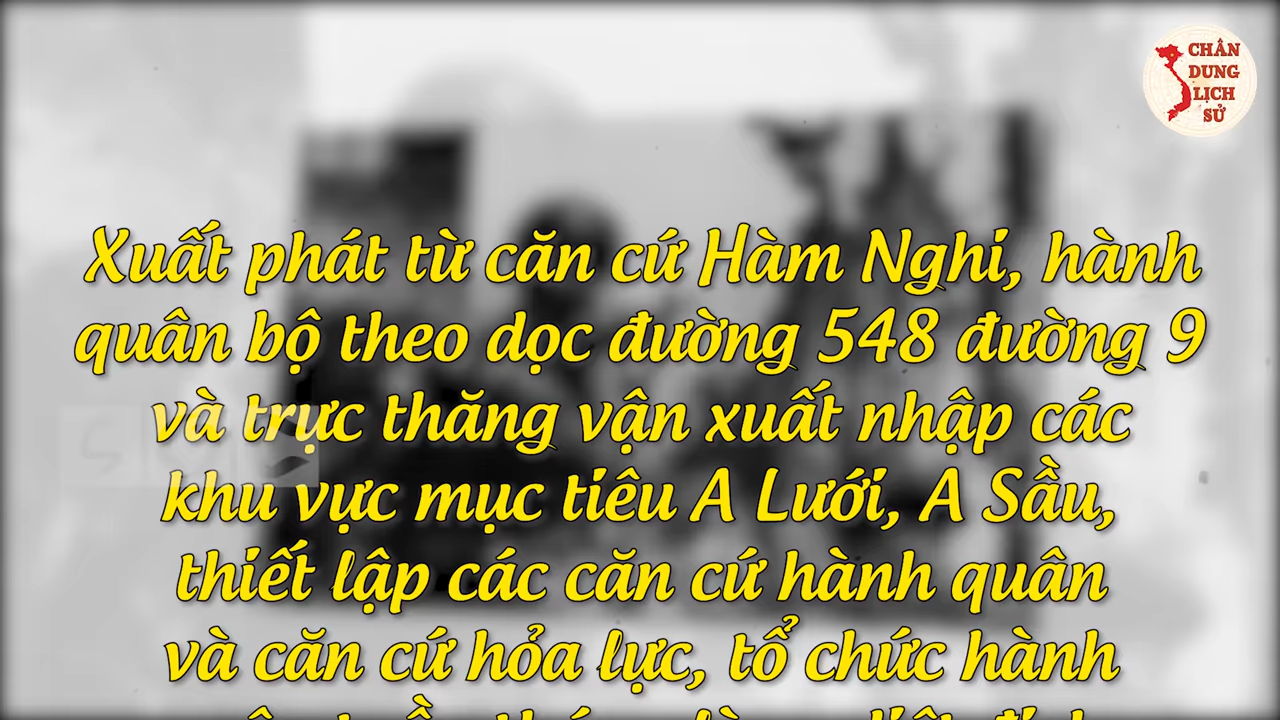 CHÂN
DUNG
LỊCH
SỬ
Xuất phát từ căn cứ Hàm Nghi, hành
quân bộ theo dọc đường 548 đường 9
và trực thăng vận xuất nhập các
khu vực mục tiêu A Lưới, A Sầu,
thiết lập các căn cứ hành quân
và căn cứ hỏa lực, tổ chức hành